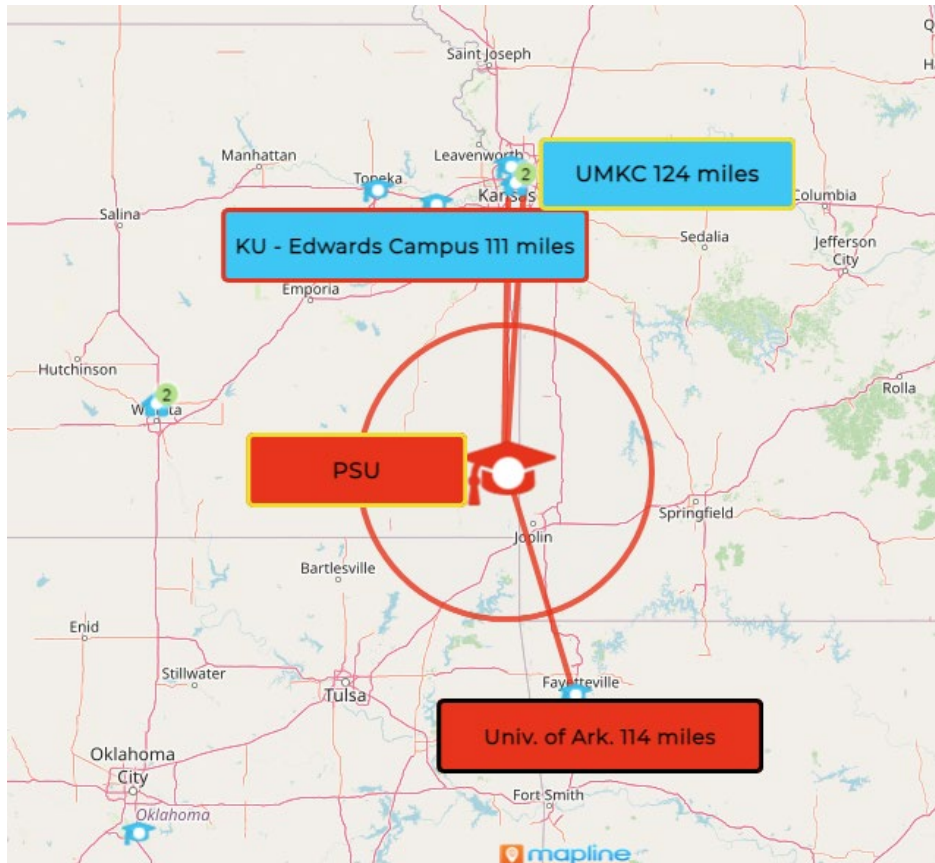 Saint Joseph
Manhattan
Leavenworth
2
UMKC 124 miles
Topeka
Kansas
Columbia
Salina
KU - Edwards Campus 111 miles
Sedalia
Jefferson
City
Emporia
Hutchinson
2
Rolla
PSU
Springfield
Joplin
Bartlesville
Enid
Stillwater
Tulsa
Fayetteville
Univ. of Ark. 114 miles
Oklahoma
City
Fort Smith
Oklahoma
mapline